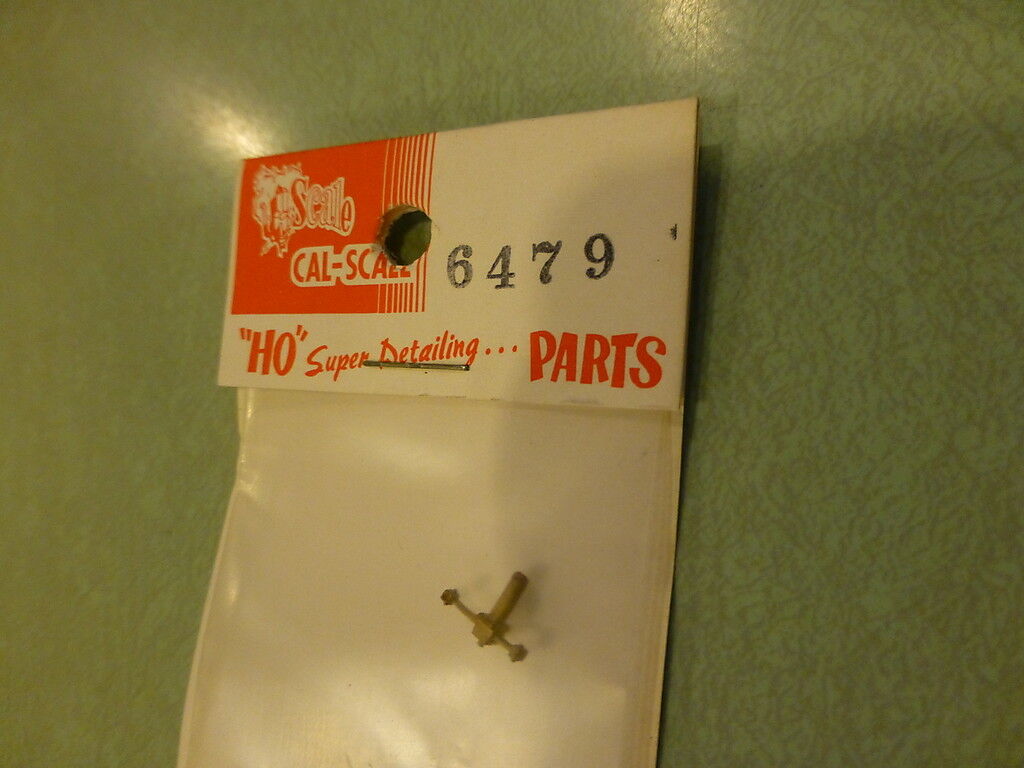 Scale
CAL-SCALE
6479
"HO" Super Detailing... PARTS